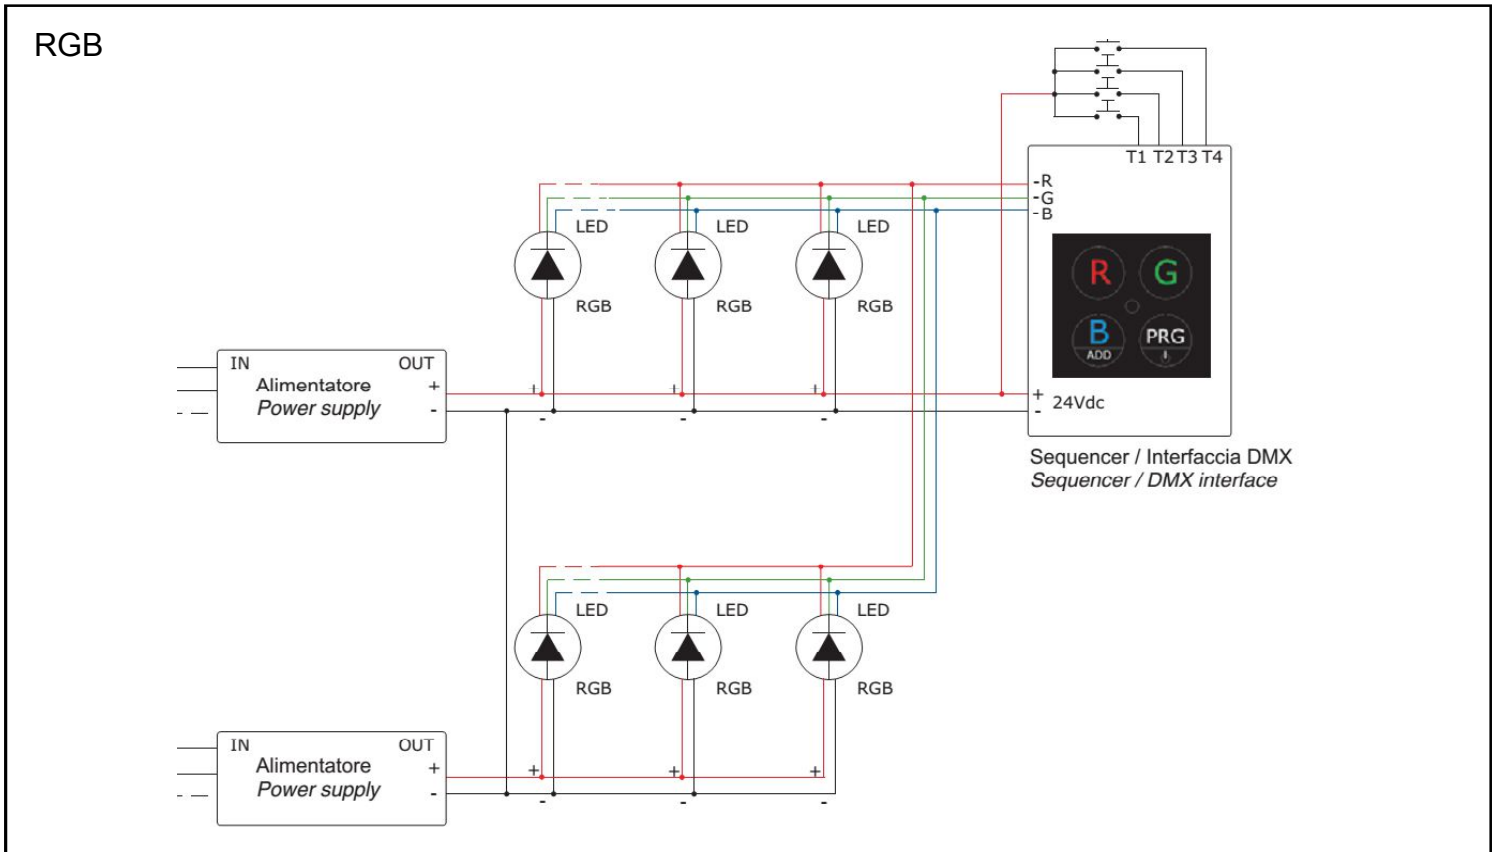 RGB
T1 T2 T3 T4
-R
-G
-B
LED LED LED
R G
RGB RGB RGB
B PRG
ADD
IN OUT
Alimentatore +
Power supply -
+ + +
- - -
+ 24Vdc
-
Sequencer / Interfaccia DMX
Sequencer / DMX interface
LED LED LED
RGB RGB RGB
IN OUT
Alimentatore +
Power supply -
+ + +
- - -